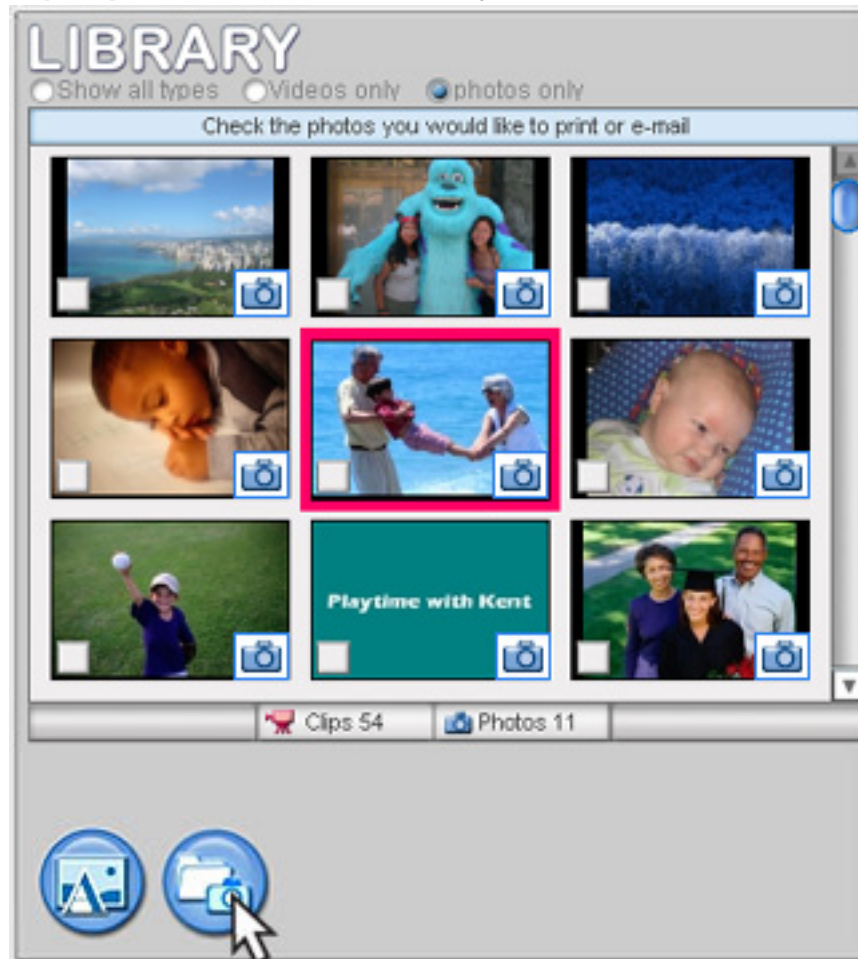 LIBRARY
Show all types Videos only photos only
Check the photos you would like to print or e-mail
Playtime with Kent
Clips 54 Photos 11
A